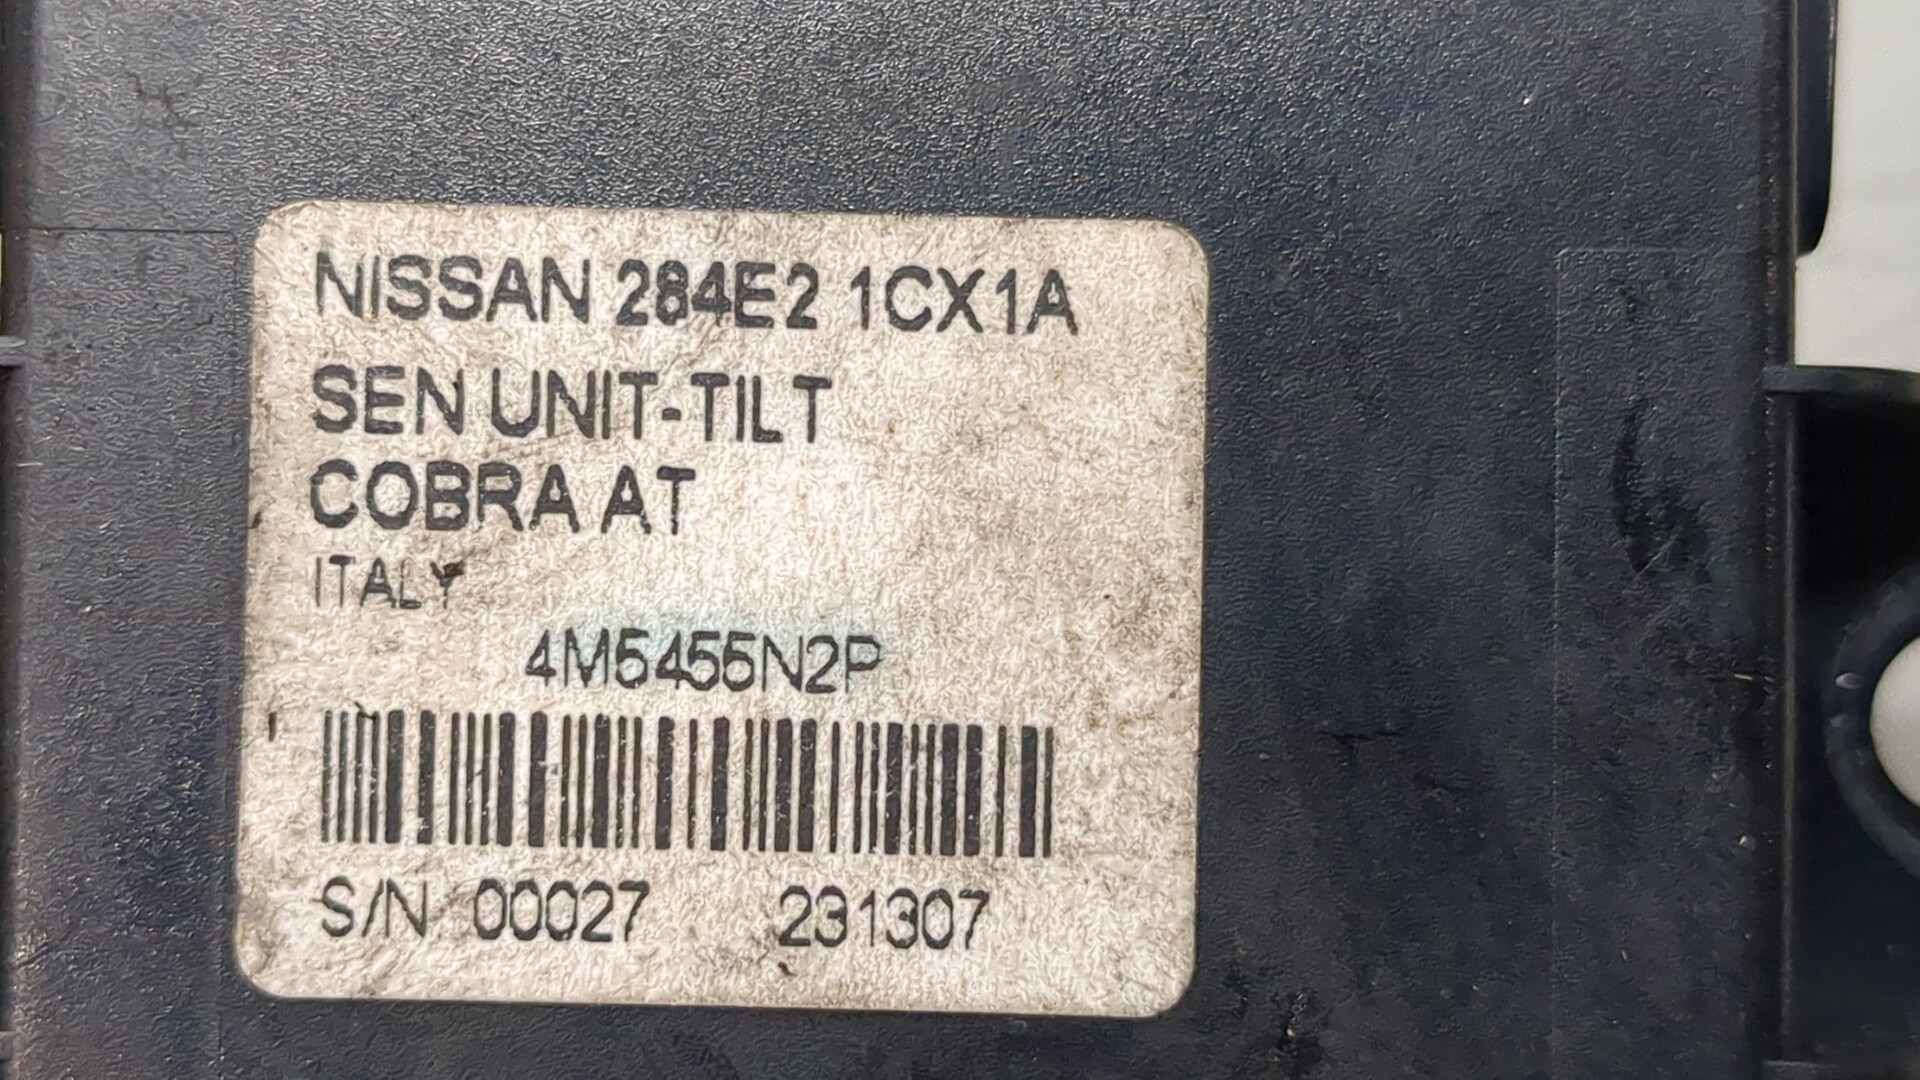 NISSAN 284E2 1CX1A
SEN UNIT-TILT
COBRA AT
ITALY
4M5455N2P
S/N 00027 231307